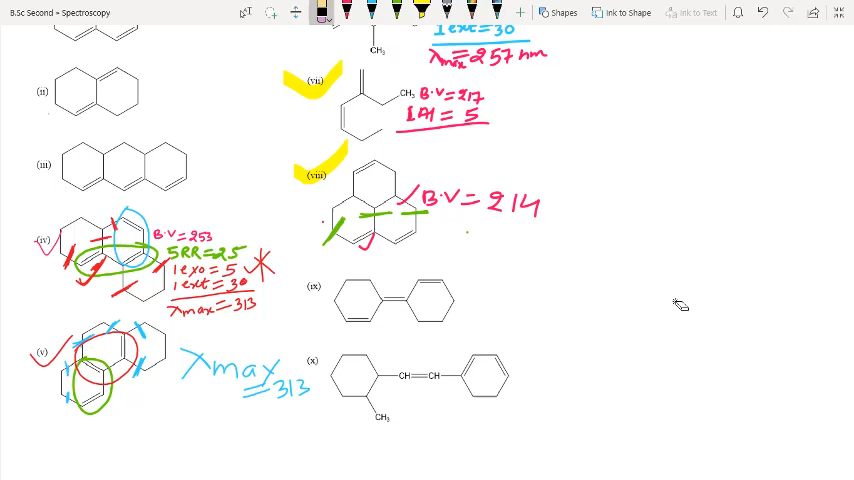 B.Sc Second » Spectroscopy
Shapes
Ink to Shape
Ink to Text
1 ext = 30
CH3
λmax = 257 nm
(ii)
(vii)
CH3
B.V = 217
1A = 5
(iii)
(viii)
B.V = 214
(iv)
B.V = 253
5RR = 25
1 exo = 5
1 ext = 30
λmax = 313
(ix)
(v)
λmax = 313
(x)
CH
CH
CH3